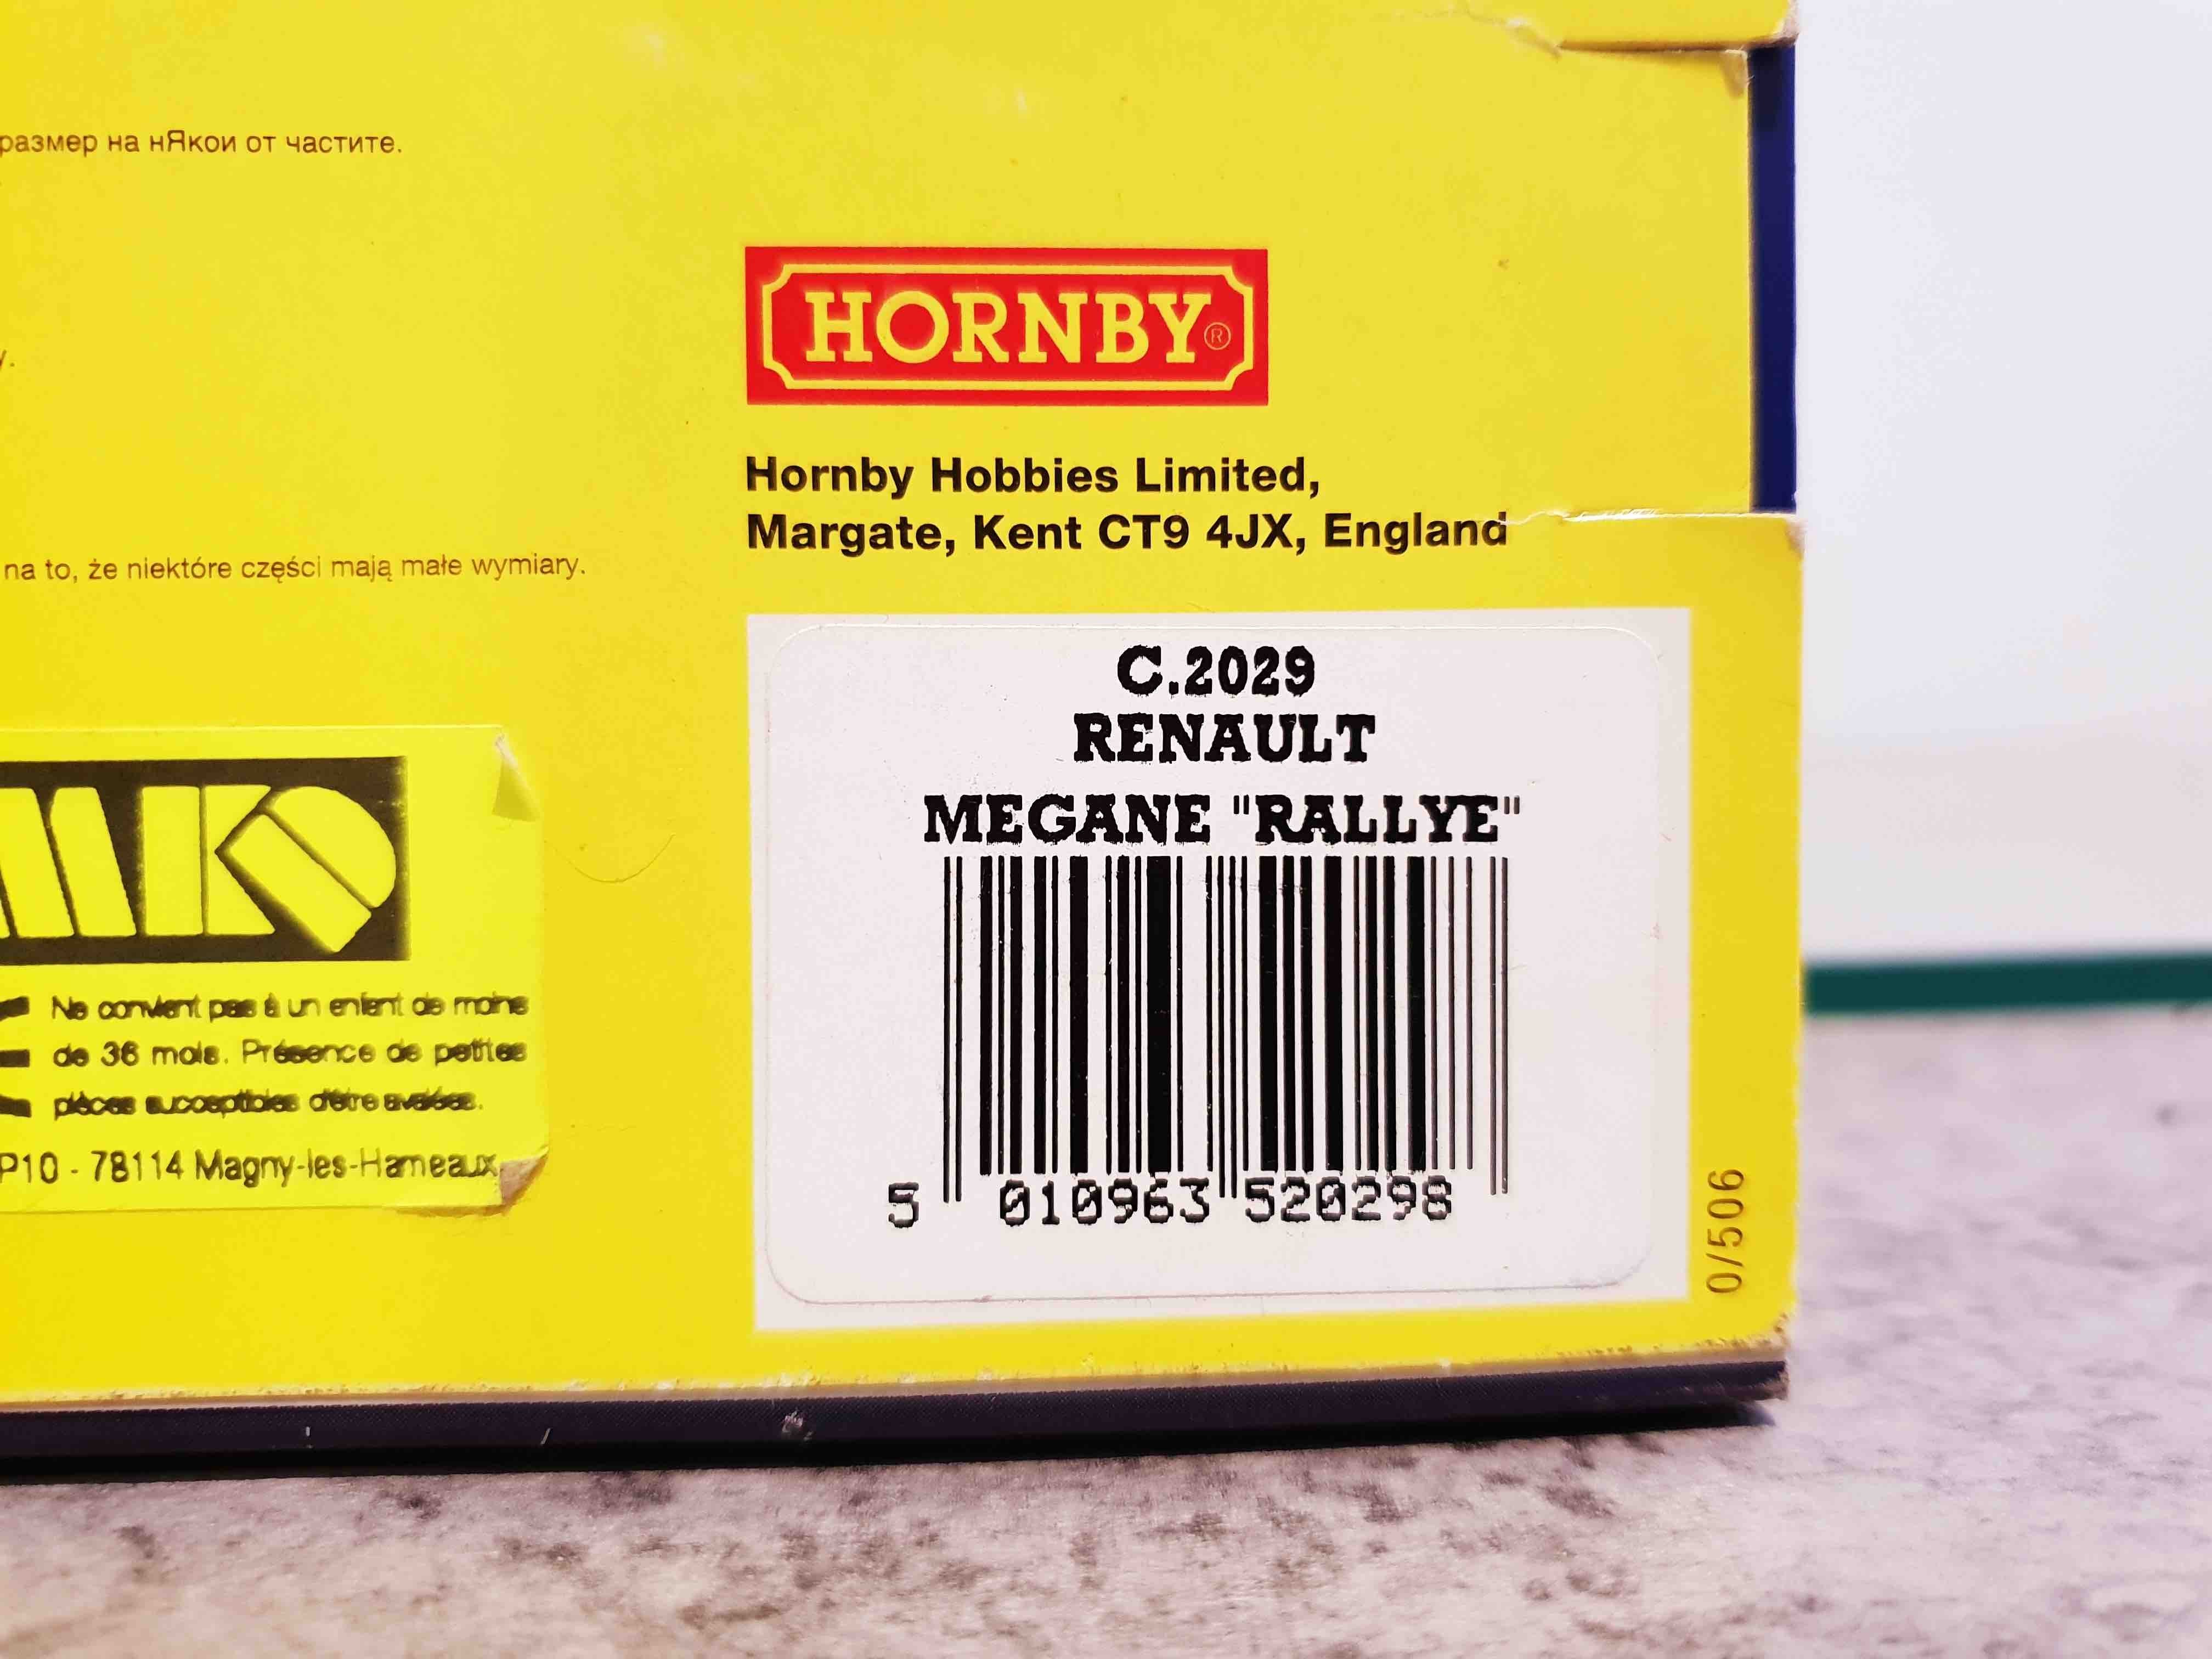 размер на нЯкои от частите.
y.
HORNBY®
Hornby Hobbies Limited,
Margate, Kent CT9 4JX, England
na to, że niektóre części mają małe wymiary.
C.2029
RENAULT
MEGANE "RALLYE"
5 010963 520298
MKD
Ne convient pas à un enfant de moins
de 36 mois. Présence de petites
pièces susceptibles d'être avalées.
P10 - 78114 Magny-les-Hameaux
0/506